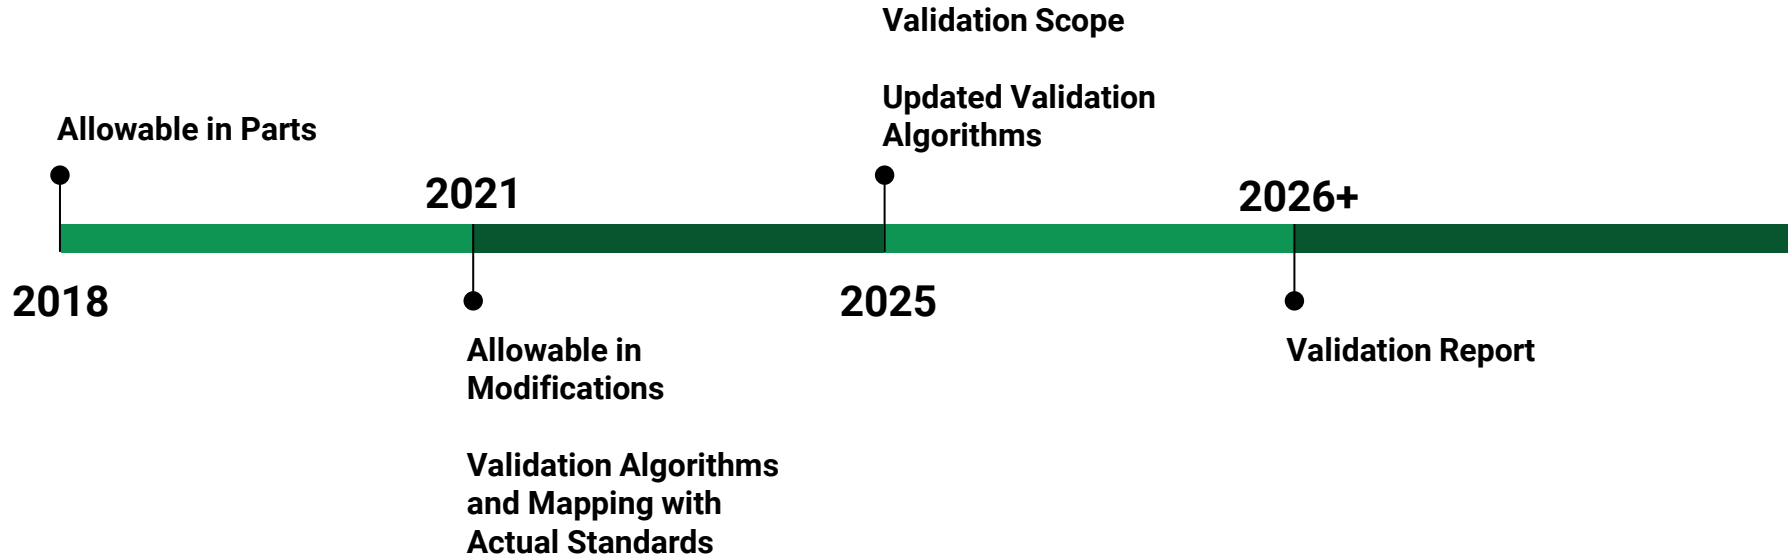 Validation Scope
Updated Validation
Algorithms
Allowable in Parts
2021
2026+
2018
2025
Allowable in
Modifications
Validation Algorithms
and Mapping with
Actual Standards
Validation Report